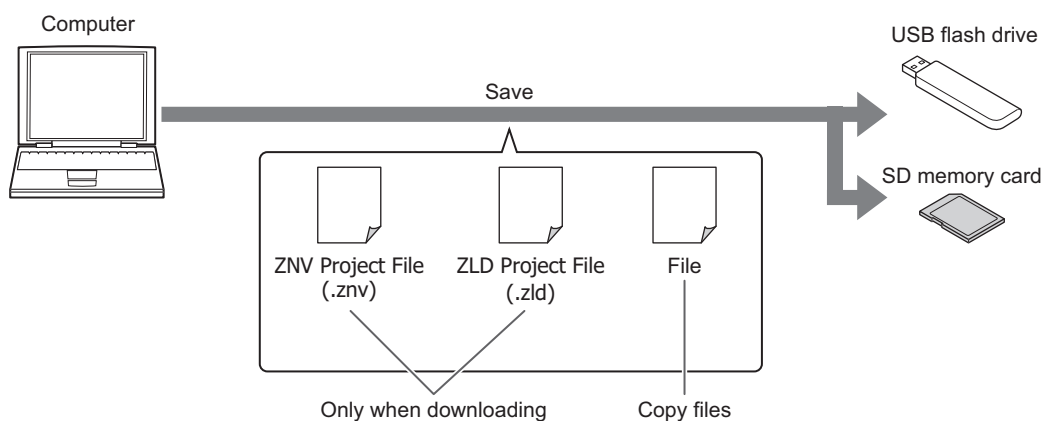 Computer
USB flash drive
Save
SD memory card
ZNV Project File
(.znv)
ZLD Project File
(.zld)
File
Only when downloading
Copy files